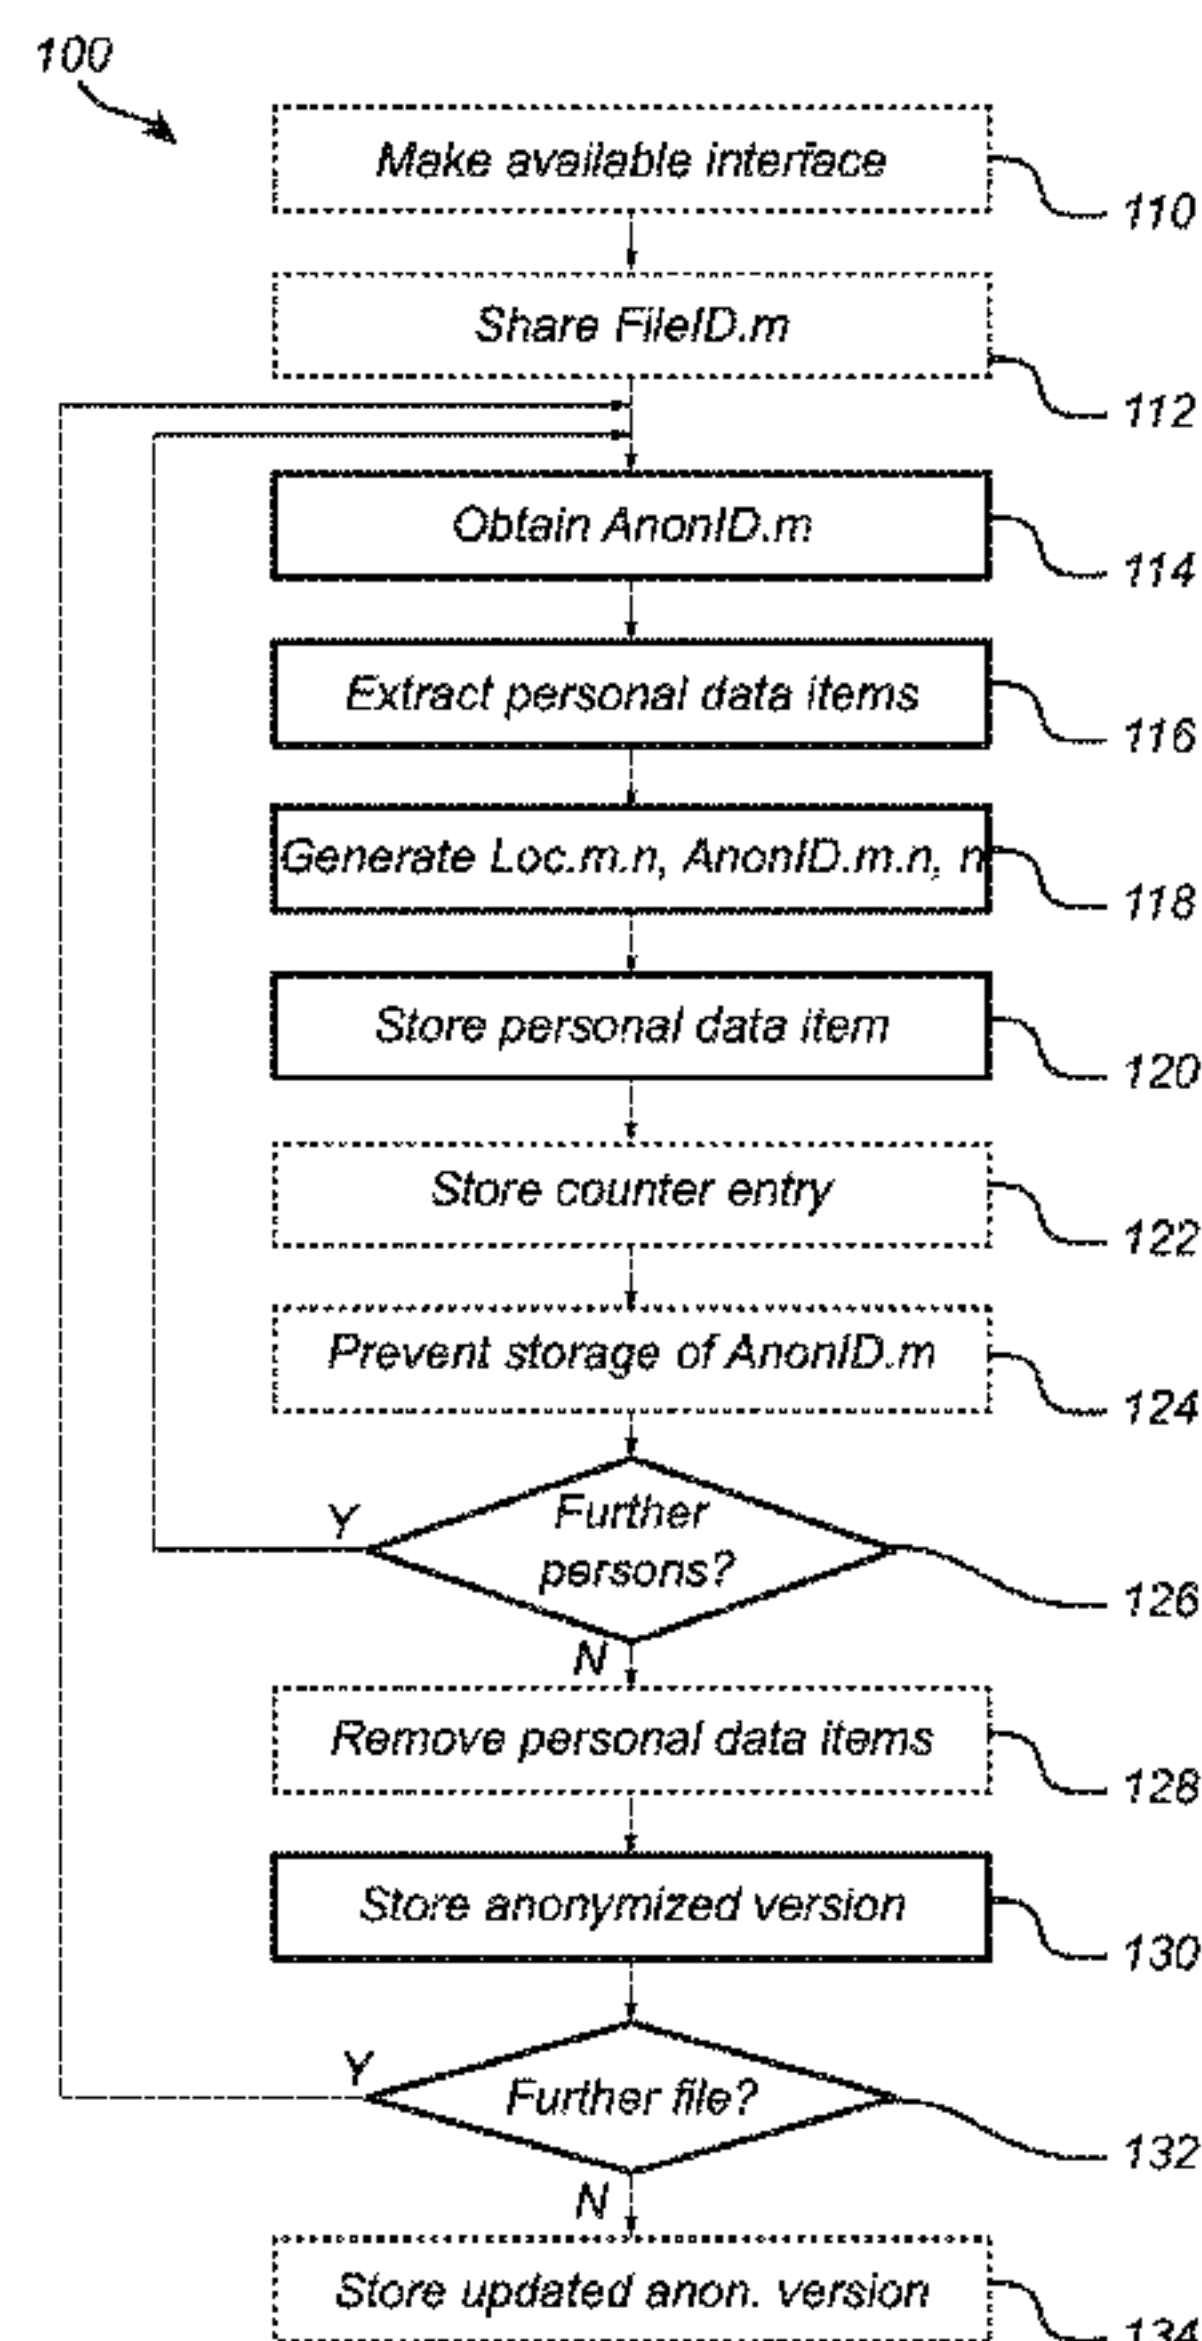 100
Make available interface
110
Share FileID.m
112
Obtain AnonID.m
114
Extract personal data items
116
Generate Loc.m.n, AnonID.m.n, n
118
Store personal data item
120
Store counter entry
122
Prevent storage of AnonID.m
124
Further
persons?
Y
126
N
Remove personal data items
128
Store anonymized version
130
Y
Further file?
132
N
Store updated anon. version
134